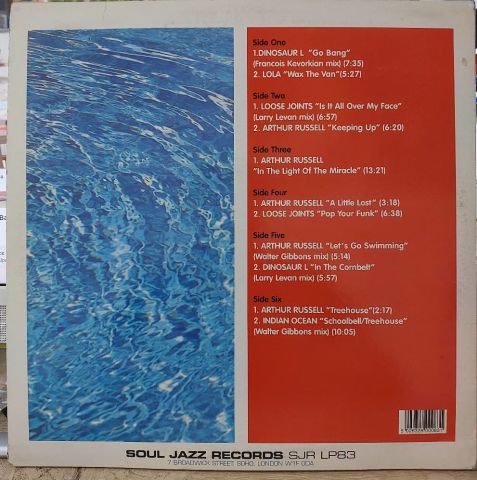 Side One
1.DINOSAUR L "Go Bang"
(Francois Kevorkian mix) (7:35)
2. LOLA "Wax The Van"(5:27)
Side Two
1. LOOSE JOINTS "Is It All Over My Face"
(Larry Levan mix) (6:57)
2. ARTHUR RUSSELL "Keeping Up" (6:20)
Side Three
1. ARTHUR RUSSELL
"In The Light Of The Miracle" (13:21)
Side Four
1. ARTHUR RUSSELL "A Little Lost" (3:18)
2. LOOSE JOINTS "Pop Your Funk" (6:38)
Side Five
1. ARTHUR RUSSELL "Let's Go Swimming"
(Walter Gibbons mix) (5:14)
2. DINOSAUR L "In The Cornbelt"
(Larry Levan mix) (5:57)
Side Six
1. ARTHUR RUSSELL "Treehouse"(2:17)
2. INDIAN OCEAN "Schoolbell/Treehouse"
(Walter Gibbons mix) (10:05)
SOUL JAZZ RECORDS SJR LP83
7 BROADWICK STREET, SOHO, LONDON W1F 0DA